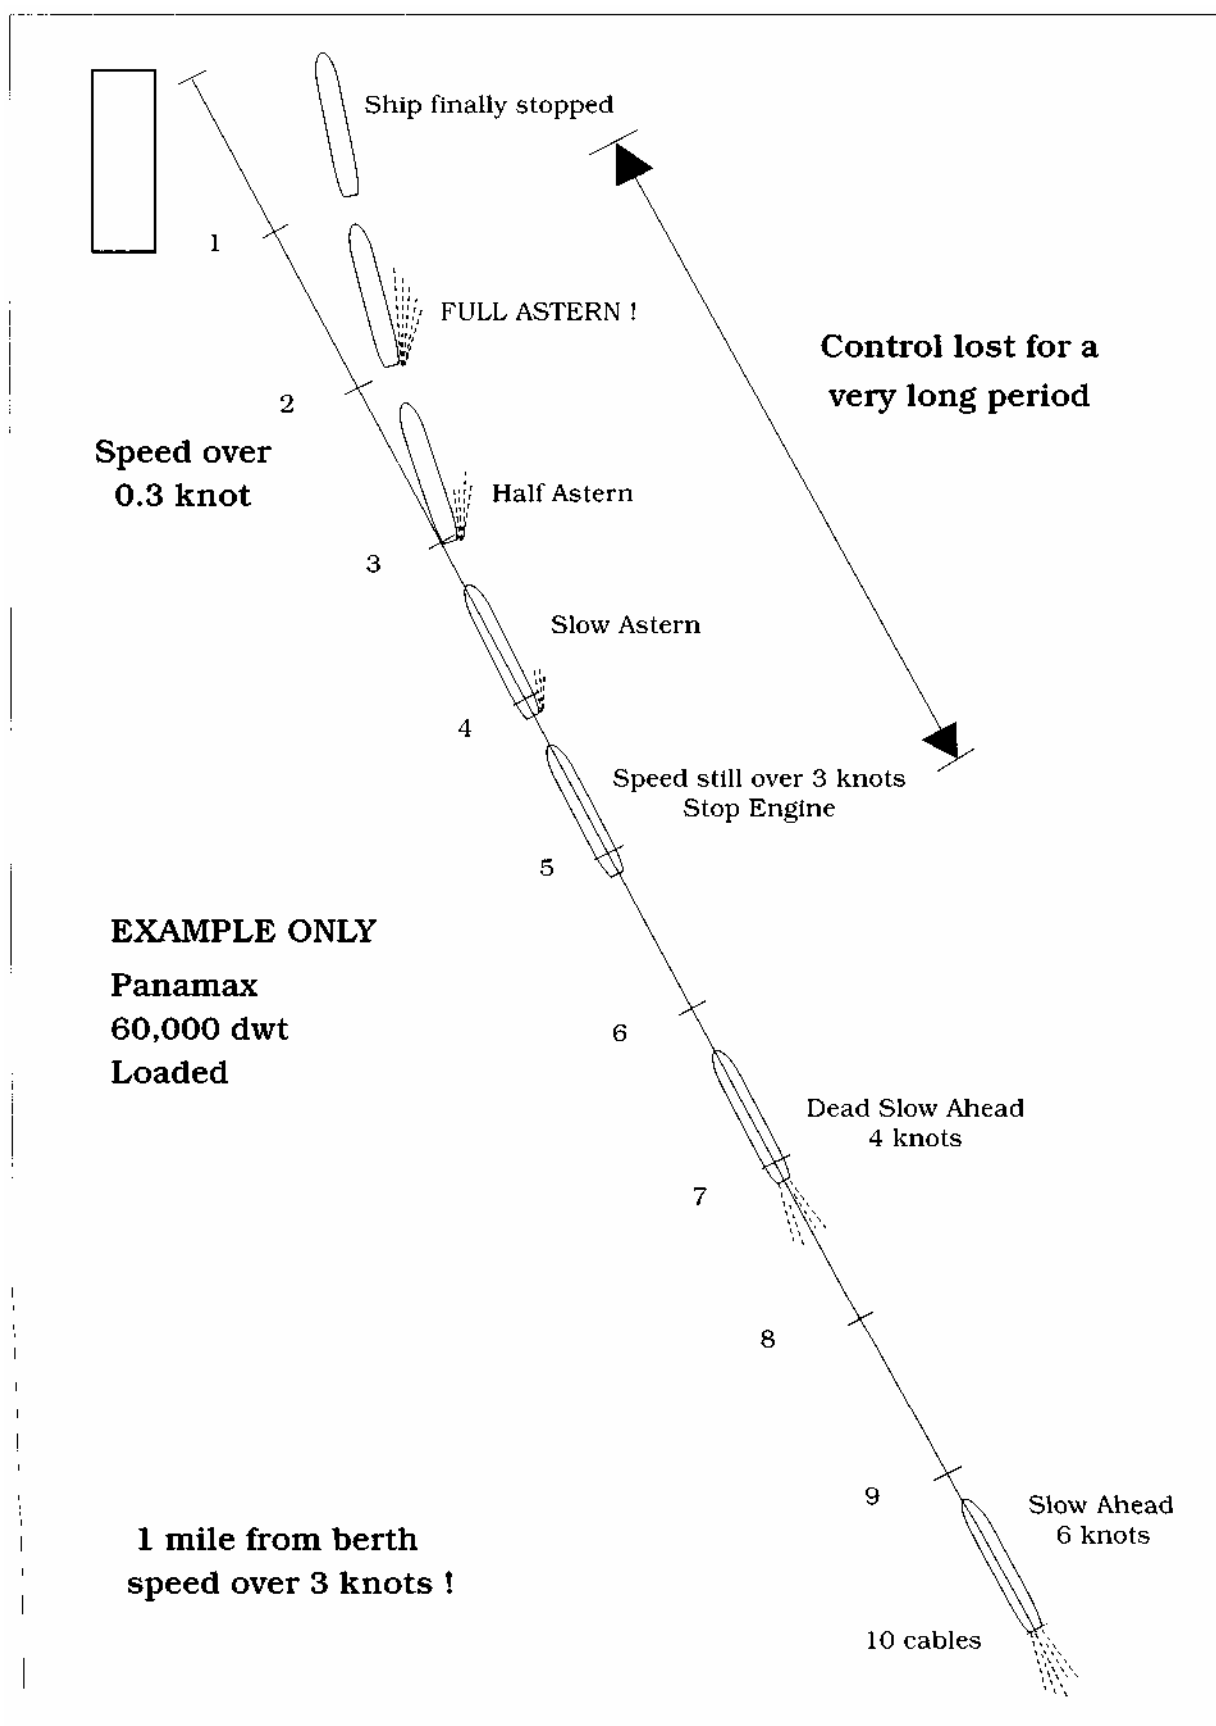 Ship finally stopped
1
FULL ASTERN !
Control lost for a
very long period
2
Speed over
0.3 knot
Half Astern
3
Slow Astern
4
Speed still over 3 knots
Stop Engine
5
EXAMPLE ONLY
Panamax
60,000 dwt
Loaded
6
Dead Slow Ahead
4 knots
7
8
9
Slow Ahead
6 knots
1 mile from berth
speed over 3 knots !
10 cables